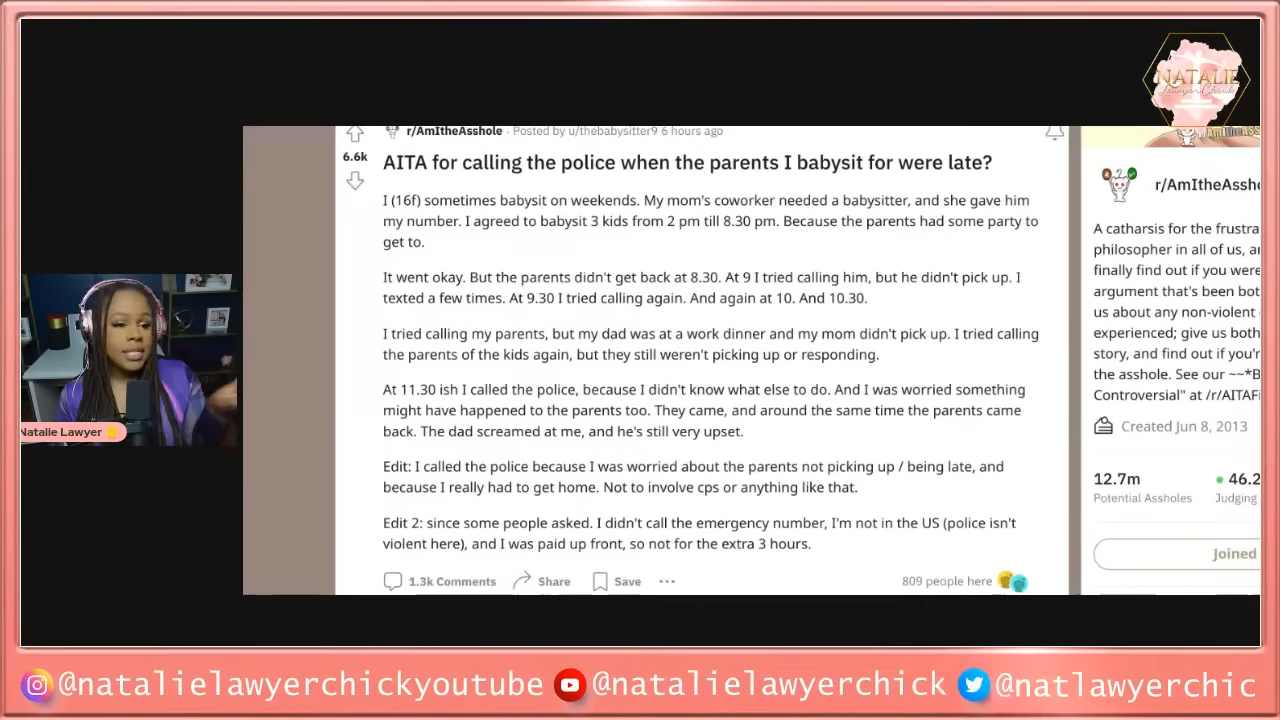 NATALIE
LawyerChick
r/AmItheAsshole · Posted by u/thebabysitter9 6 hours ago
6.6k
AITA for calling the police when the parents I babysit for were late?
I (16f) sometimes babysit on weekends. My mom's coworker needed a babysitter, and she gave him
my number. I agreed to babysit 3 kids from 2 pm till 8.30 pm. Because the parents had some party to
get to.
It went okay. But the parents didn't get back at 8.30. At 9 I tried calling him, but he didn't pick up. I
texted a few times. At 9.30 I tried calling again. And again at 10. And 10.30.
I tried calling my parents, but my dad was at a work dinner and my mom didn't pick up. I tried calling
the parents of the kids again, but they still weren't picking up or responding.
At 11.30 ish I called the police, because I didn't know what else to do. And I was worried something
might have happened to the parents too. They came, and around the same time the parents came
back. The dad screamed at me, and he's still very upset.
Edit: I called the police because I was worried about the parents not picking up / being late, and
because I really had to get home. Not to involve cps or anything like that.
Edit 2: since some people asked. I didn't call the emergency number, I'm not in the US (police isn't
violent here), and I was paid up front, so not for the extra 3 hours.
1.3k Comments Share Save ••• 809 people here
r/AmItheAssho
A catharsis for the frustra
philosopher in all of us, a
finally find out if you were
argument that's been bot
us about any non-violent
experienced; give us both
story, and find out if you'r
the asshole. See our ~~*B
Controversial" at /r/AITAFi
Created Jun 8, 2013
12.7m 46.2
Potential Assholes Judging
Joined
Natalie Lawyer
@natalielawyerchickyoutube @natalielawyerchick @natlawyerchic